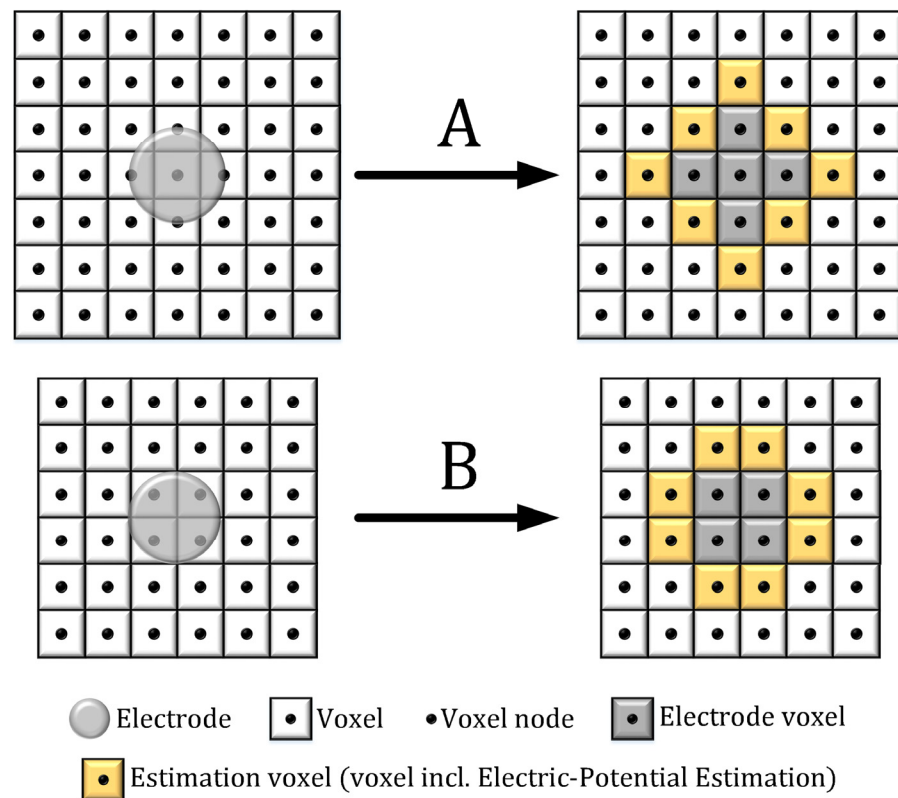 A
B
Electrode Voxel Voxel node Electrode voxel
Estimation voxel (voxel incl. Electric-Potential Estimation)